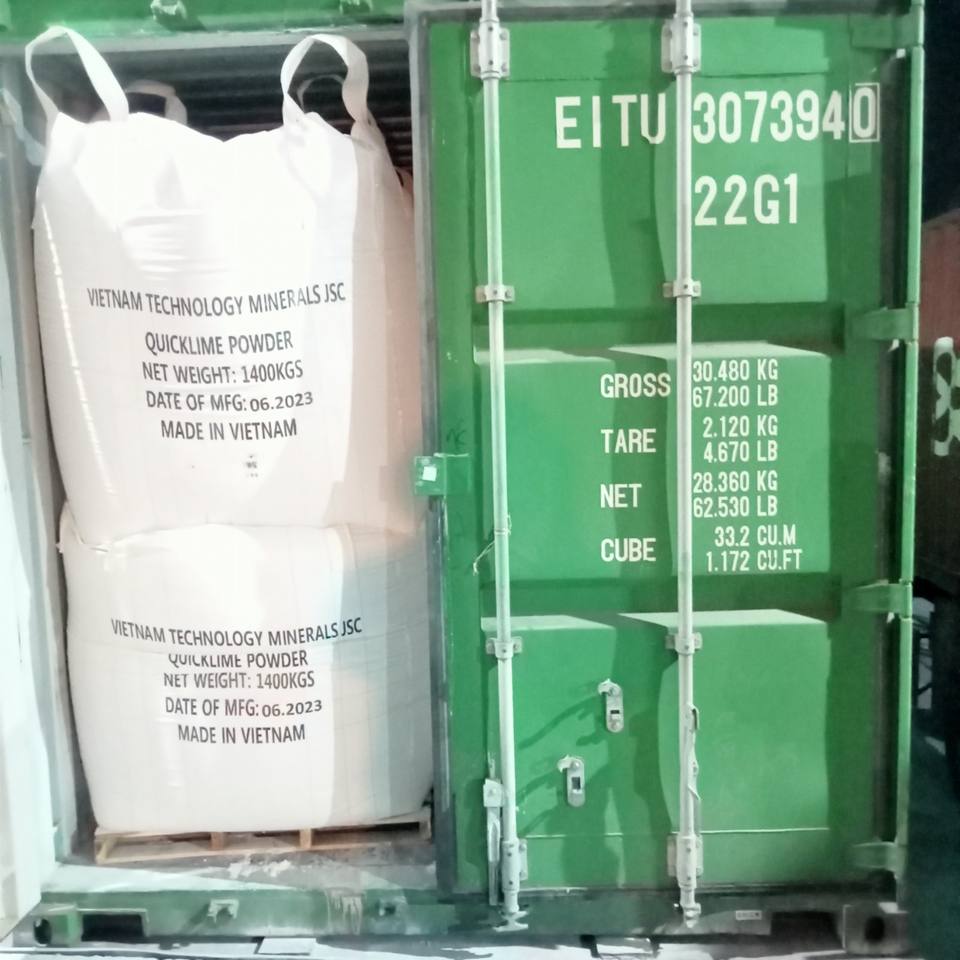 VIETNAM TECHNOLOGY MINERALS JSC
QUICKLIME POWDER
NET WEIGHT: 1400KGS
DATE OF MFG: 06.2023
MADE IN VIETNAM
VIETNAM TECHNOLOGY MINERALS JSC
QUICKLIME POWDER
NET WEIGHT: 1400KGS
DATE OF MFG: 06.2023
MADE IN VIETNAM
EITU 3073940
22G1
GROSS 30.480 KG
67.200 LB
TARE 2.120 KG
4.670 LB
NET 28.360 KG
62.530 LB
CUBE 33.2 CU.M
1.172 CU.FT